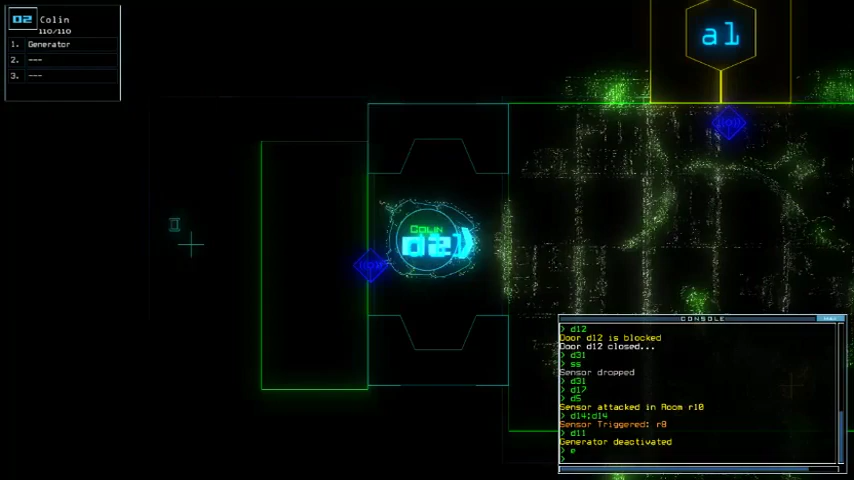 02 Colin
110/110
1. Generator
2. ---
3. ---
a1
Colin
d2
CONSOLE
> d12
Door d12 is blocked
Door d12 closed...
> d31
> ss
Sensor dropped
> d31
> d17
> d5
Sensor attacked in Room r10
> d14;d14
Sensor Triggered: r8
> d11
Generator deactivated
> e
>